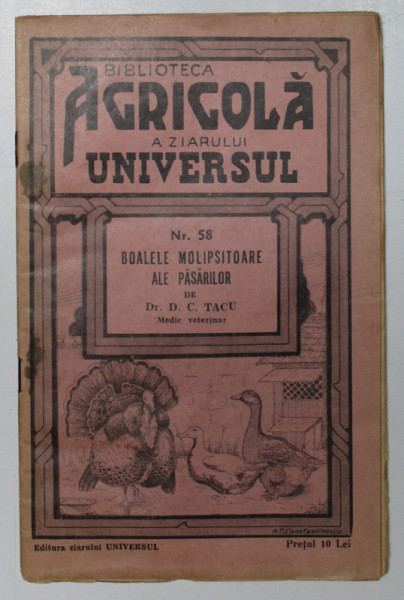 BIBLIOTECA
AGRICOLĂ
A ZIARULUI
UNIVERSUL
Nr. 58
BOALELE MOLIPSITOARE
ALE PĂSĂRILOR
DE
Dr. D. C. TACU
Medic veterinar
N.P. Constantinescu
Editura ziarului UNIVERSUL
Prețul 10 Lei